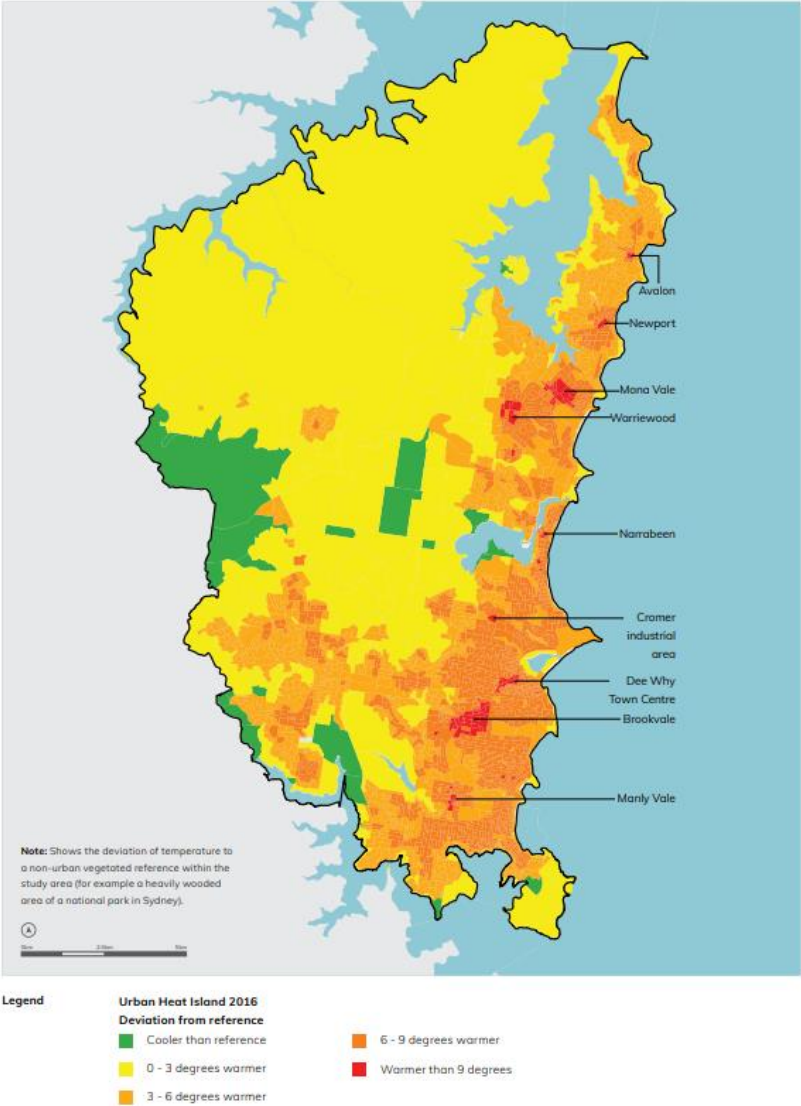 Avalon
Newport
Mona Vale
Warriewood
Narrabeen
Cromer
industrial
area
Dee Why
Town Centre
Brookvale
Manly Vale
Note: Shows the deviation of temperature to
a non-urban vegetated reference within the
study area (for example a heavily wooded
area of a national park in Sydney).
Legend
Urban Heat Island 2016
Deviation from reference
Cooler than reference
0 - 3 degrees warmer
3 - 6 degrees warmer
6 - 9 degrees warmer
Warmer than 9 degrees